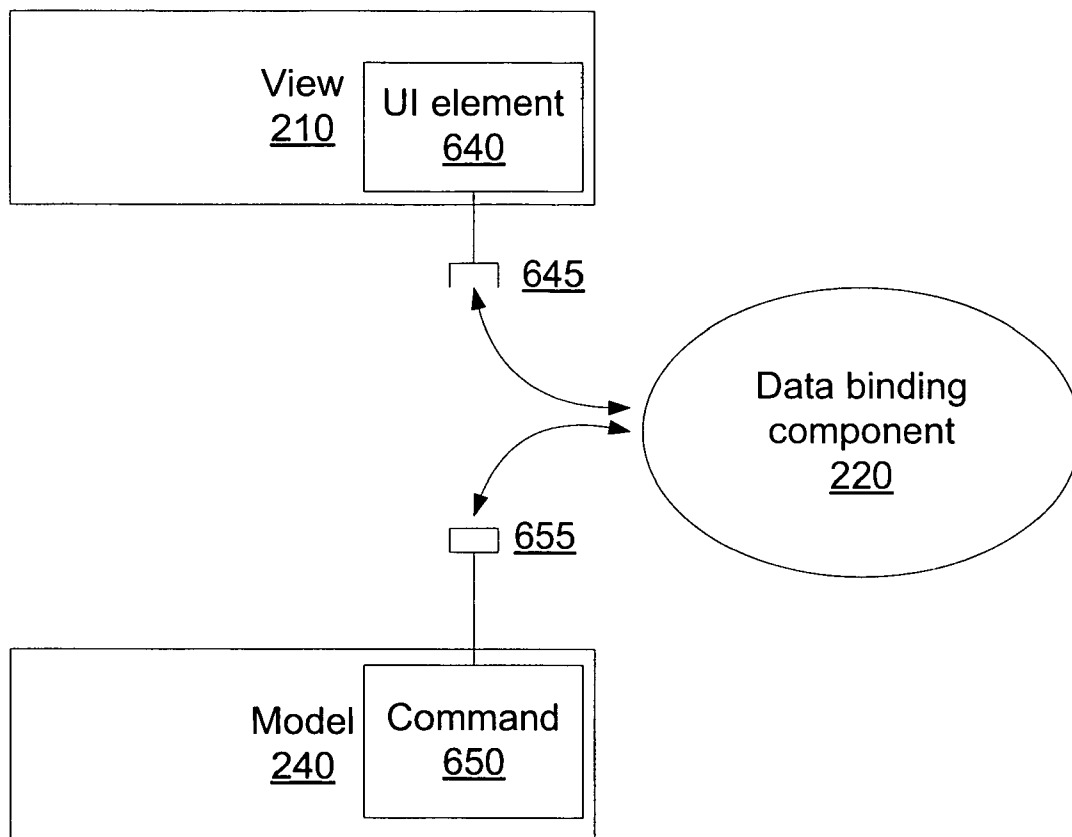 View
210
UI element
640
645
Data binding
component
220
655
Model
240
Command
650